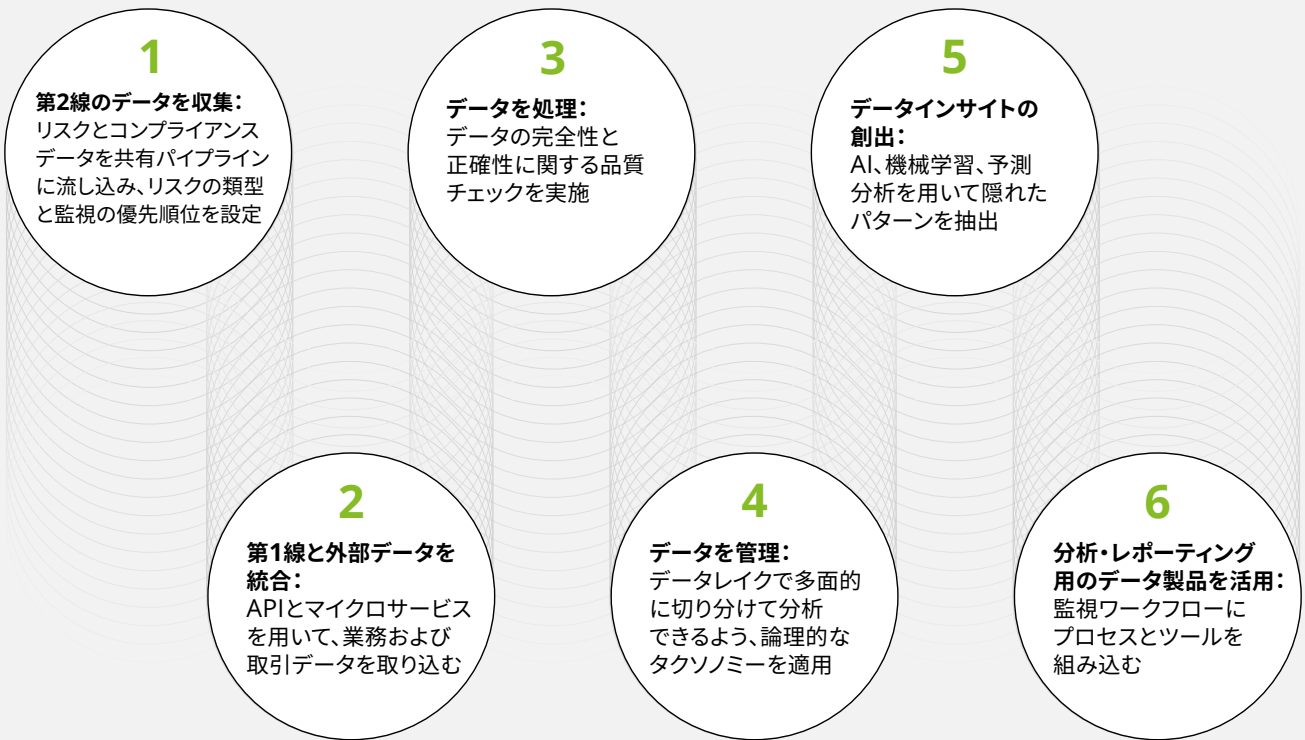 1
第2線のデータを収集：
リスクとコンプライアンス
データを共有パイプライン
に流し込み、リスクの類型
と監視の優先順位を設定
2
第1線と外部データを
統合：
APIとマイクロサービス
を用いて、業務および
取引データを取り込む
3
データを処理：
データの完全性と
正確性に関する品質
チェックを実施
4
データを管理：
データレイクで多面的
に切り分けて分析
できるよう、論理的な
タクソノミーを適用
5
データインサイトの
創出：
AI、機械学習、予測
分析を用いて隠れた
パターンを抽出
6
分析・レポーティング
用のデータ製品を活用：
監視ワークフローに
プロセスとツールを
組み込む